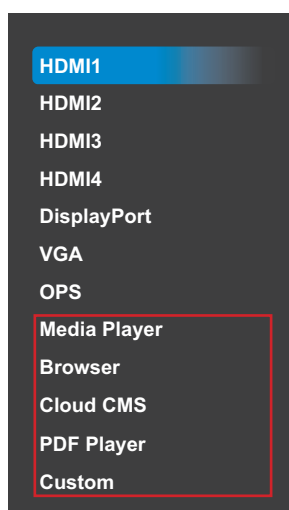 HDMI1
HDMI2
HDMI3
HDMI4
DisplayPort
VGA
OPS
Media Player
Browser
Cloud CMS
PDF Player
Custom